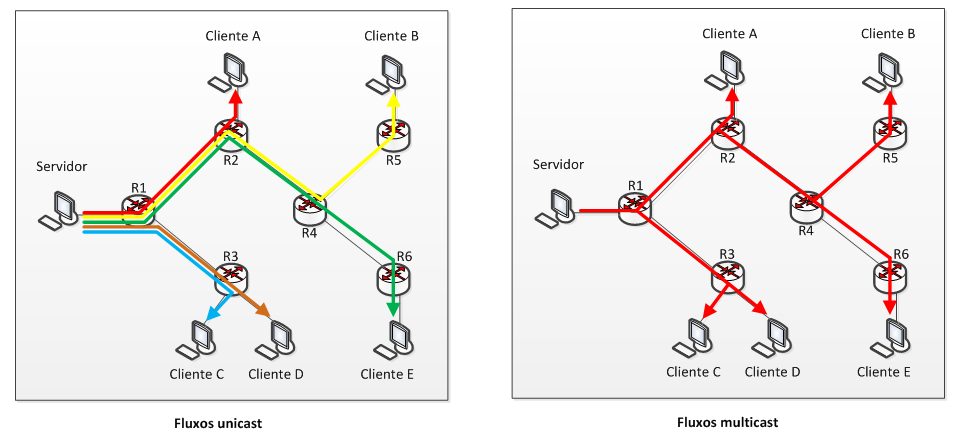 Cliente A
Cliente B
R2
R5
Servidor
R1
R4
R3
R6
Cliente C
Cliente D
Cliente E
Fluxos unicast
Cliente A
Cliente B
R2
R5
Servidor
R1
R4
R3
R6
Cliente C
Cliente D
Cliente E
Fluxos multicast